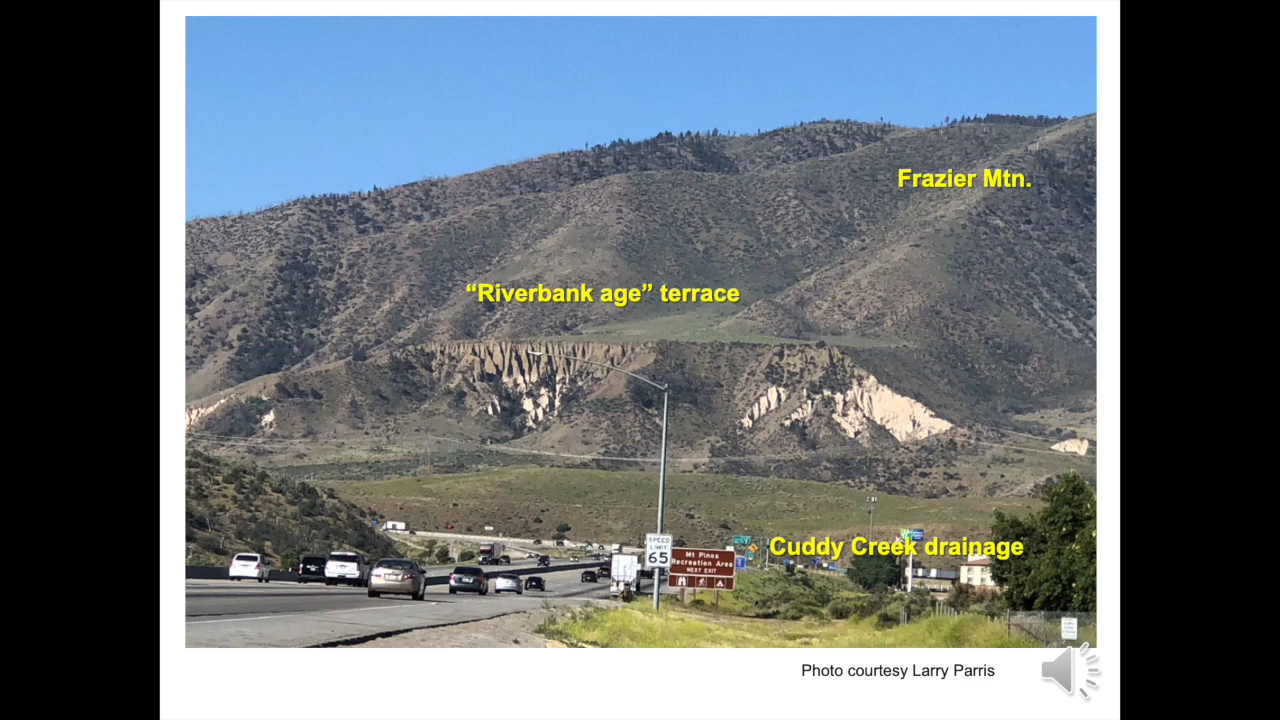 Frazier Mtn.
“Riverbank age” terrace
SPEED
LIMIT
65
Mt Pinos
Recreation Area
NEXT EXIT
Cuddy Creek drainage
Photo courtesy Larry Parris